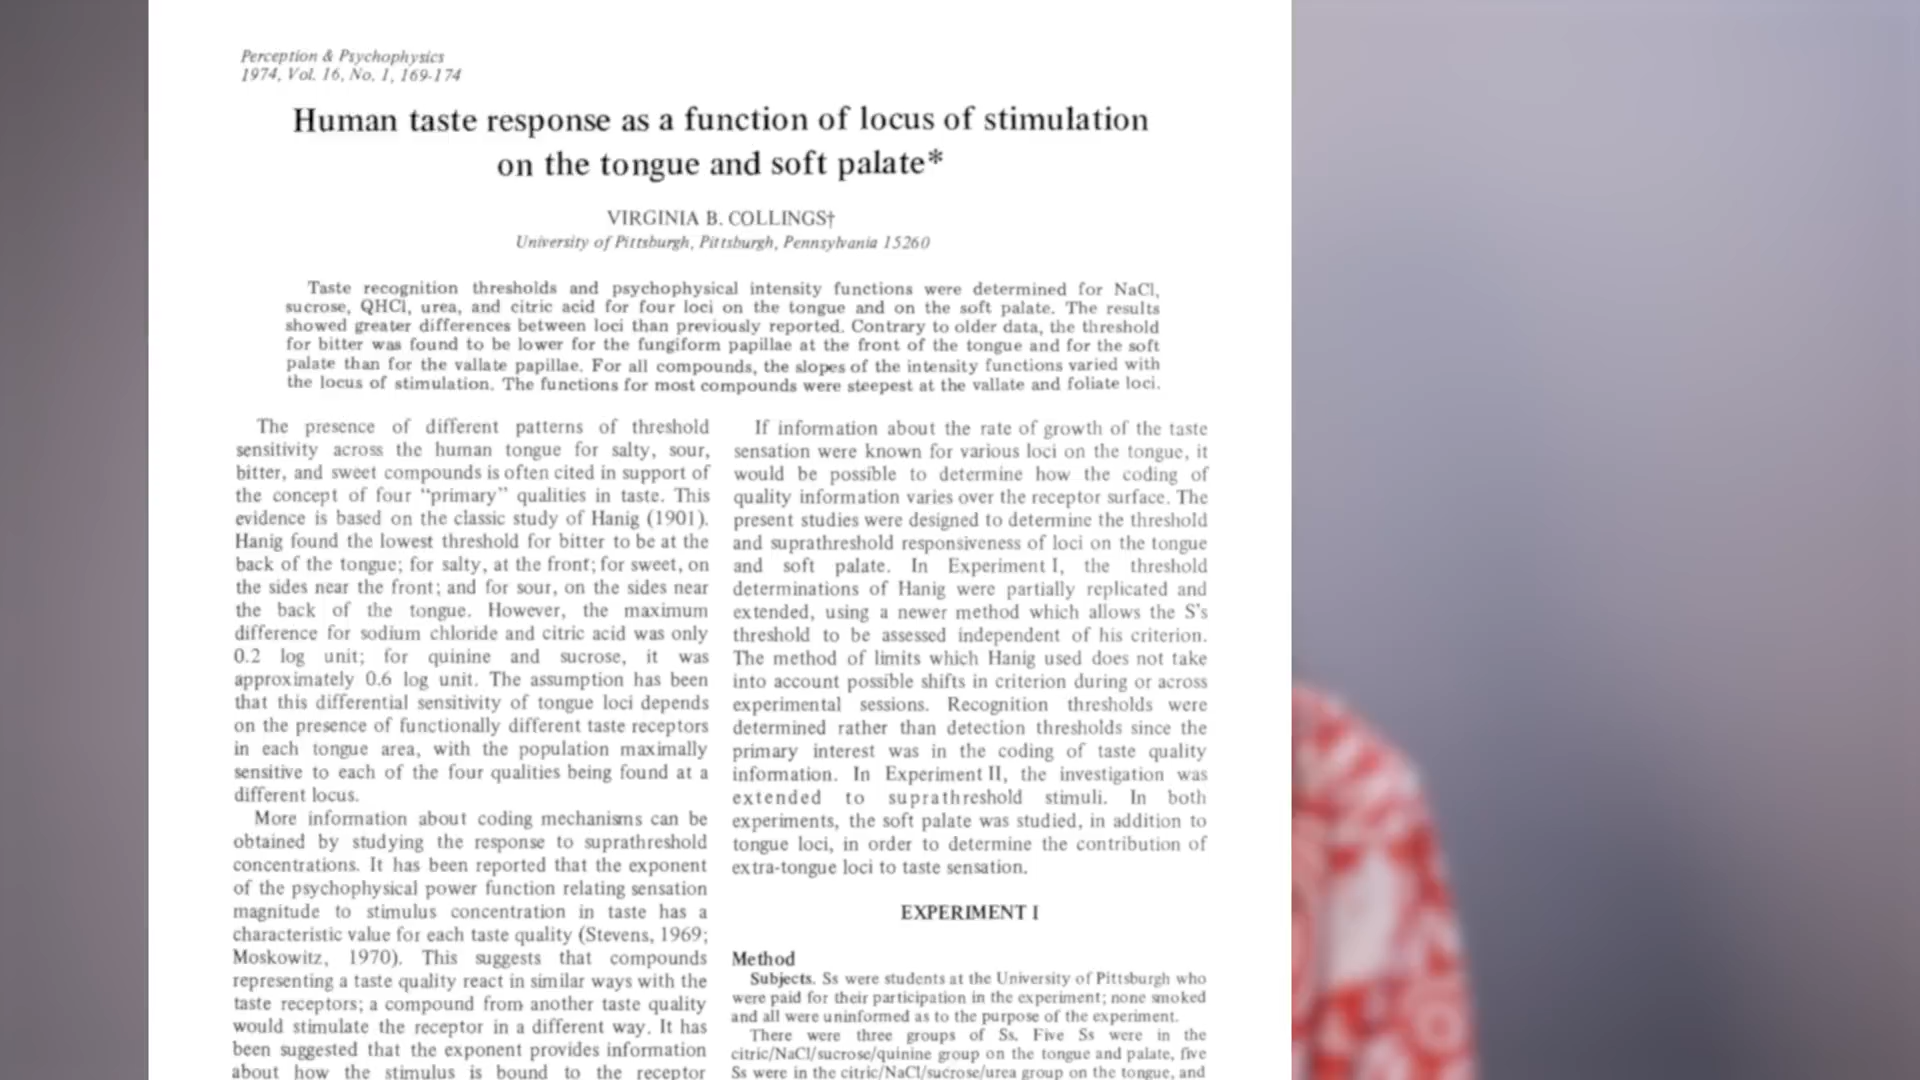 Perception & Psychophysics
1974, Vol. 16, No. 1, 169-174
Human taste response as a function of locus of stimulation
on the tongue and soft palate*
VIRGINIA B. COLLINGS†
University of Pittsburgh, Pittsburgh, Pennsylvania 15260
Taste recognition thresholds and psychophysical intensity functions were determined for NaCl,
sucrose, QHCl, urea, and citric acid for four loci on the tongue and on the soft palate. The results
showed greater differences between loci than previously reported. Contrary to older data, the threshold
for bitter was found to be lower for the fungiform papillae at the front of the tongue and for the soft
palate than for the vallate papillae. For all compounds, the slopes of the intensity functions varied with
the locus of stimulation. The functions for most compounds were steepest at the vallate and foliate loci.
The presence of different patterns of threshold
sensitivity across the human tongue for salty, sour,
bitter, and sweet compounds is often cited in support of
the concept of four “primary” qualities in taste. This
evidence is based on the classic study of Hanig (1901).
Hanig found the lowest threshold for bitter to be at the
back of the tongue; for salty, at the front; for sweet, on
the sides near the front; and for sour, on the sides near
the back of the tongue. However, the maximum
difference for sodium chloride and citric acid was only
0.2 log unit; for quinine and sucrose, it was
approximately 0.6 log unit. The assumption has been
that this differential sensitivity of tongue loci depends
on the presence of functionally different taste receptors
in each tongue area, with the population maximally
sensitive to each of the four qualities being found at a
different locus.
More information about coding mechanisms can be
obtained by studying the response to suprathreshold
concentrations. It has been reported that the exponent
of the psychophysical power function relating sensation
magnitude to stimulus concentration in taste has a
characteristic value for each taste quality (Stevens, 1969;
Moskowitz, 1970). This suggests that compounds
representing a taste quality react in similar ways with the
taste receptors; a compound from another taste quality
would stimulate the receptor in a different way. It has
been suggested that the exponent provides information
about how the stimulus is bound to the receptor
If information about the rate of growth of the taste
sensation were known for various loci on the tongue, it
would be possible to determine how the coding of
quality information varies over the receptor surface. The
present studies were designed to determine the threshold
and suprathreshold responsiveness of loci on the tongue
and soft palate. In Experiment I, the threshold
determinations of Hanig were partially replicated and
extended, using a newer method which allows the S's
threshold to be assessed independent of his criterion.
The method of limits which Hanig used does not take
into account possible shifts in criterion during or across
experimental sessions. Recognition thresholds were
determined rather than detection thresholds since the
primary interest was in the coding of taste quality
information. In Experiment II, the investigation was
extended to suprathreshold stimuli. In both
experiments, the soft palate was studied, in addition to
tongue loci, in order to determine the contribution of
extra-tongue loci to taste sensation.
EXPERIMENT I
Method
Subjects. Ss were students at the University of Pittsburgh who
were paid for their participation in the experiment; none smoked
and all were uninformed as to the purpose of the experiment.
There were three groups of Ss. Five Ss were in the
citric/NaCl/sucrose/quinine group on the tongue and palate, five
Ss were in the citric/NaCl/sucrose/urea group on the tongue, and